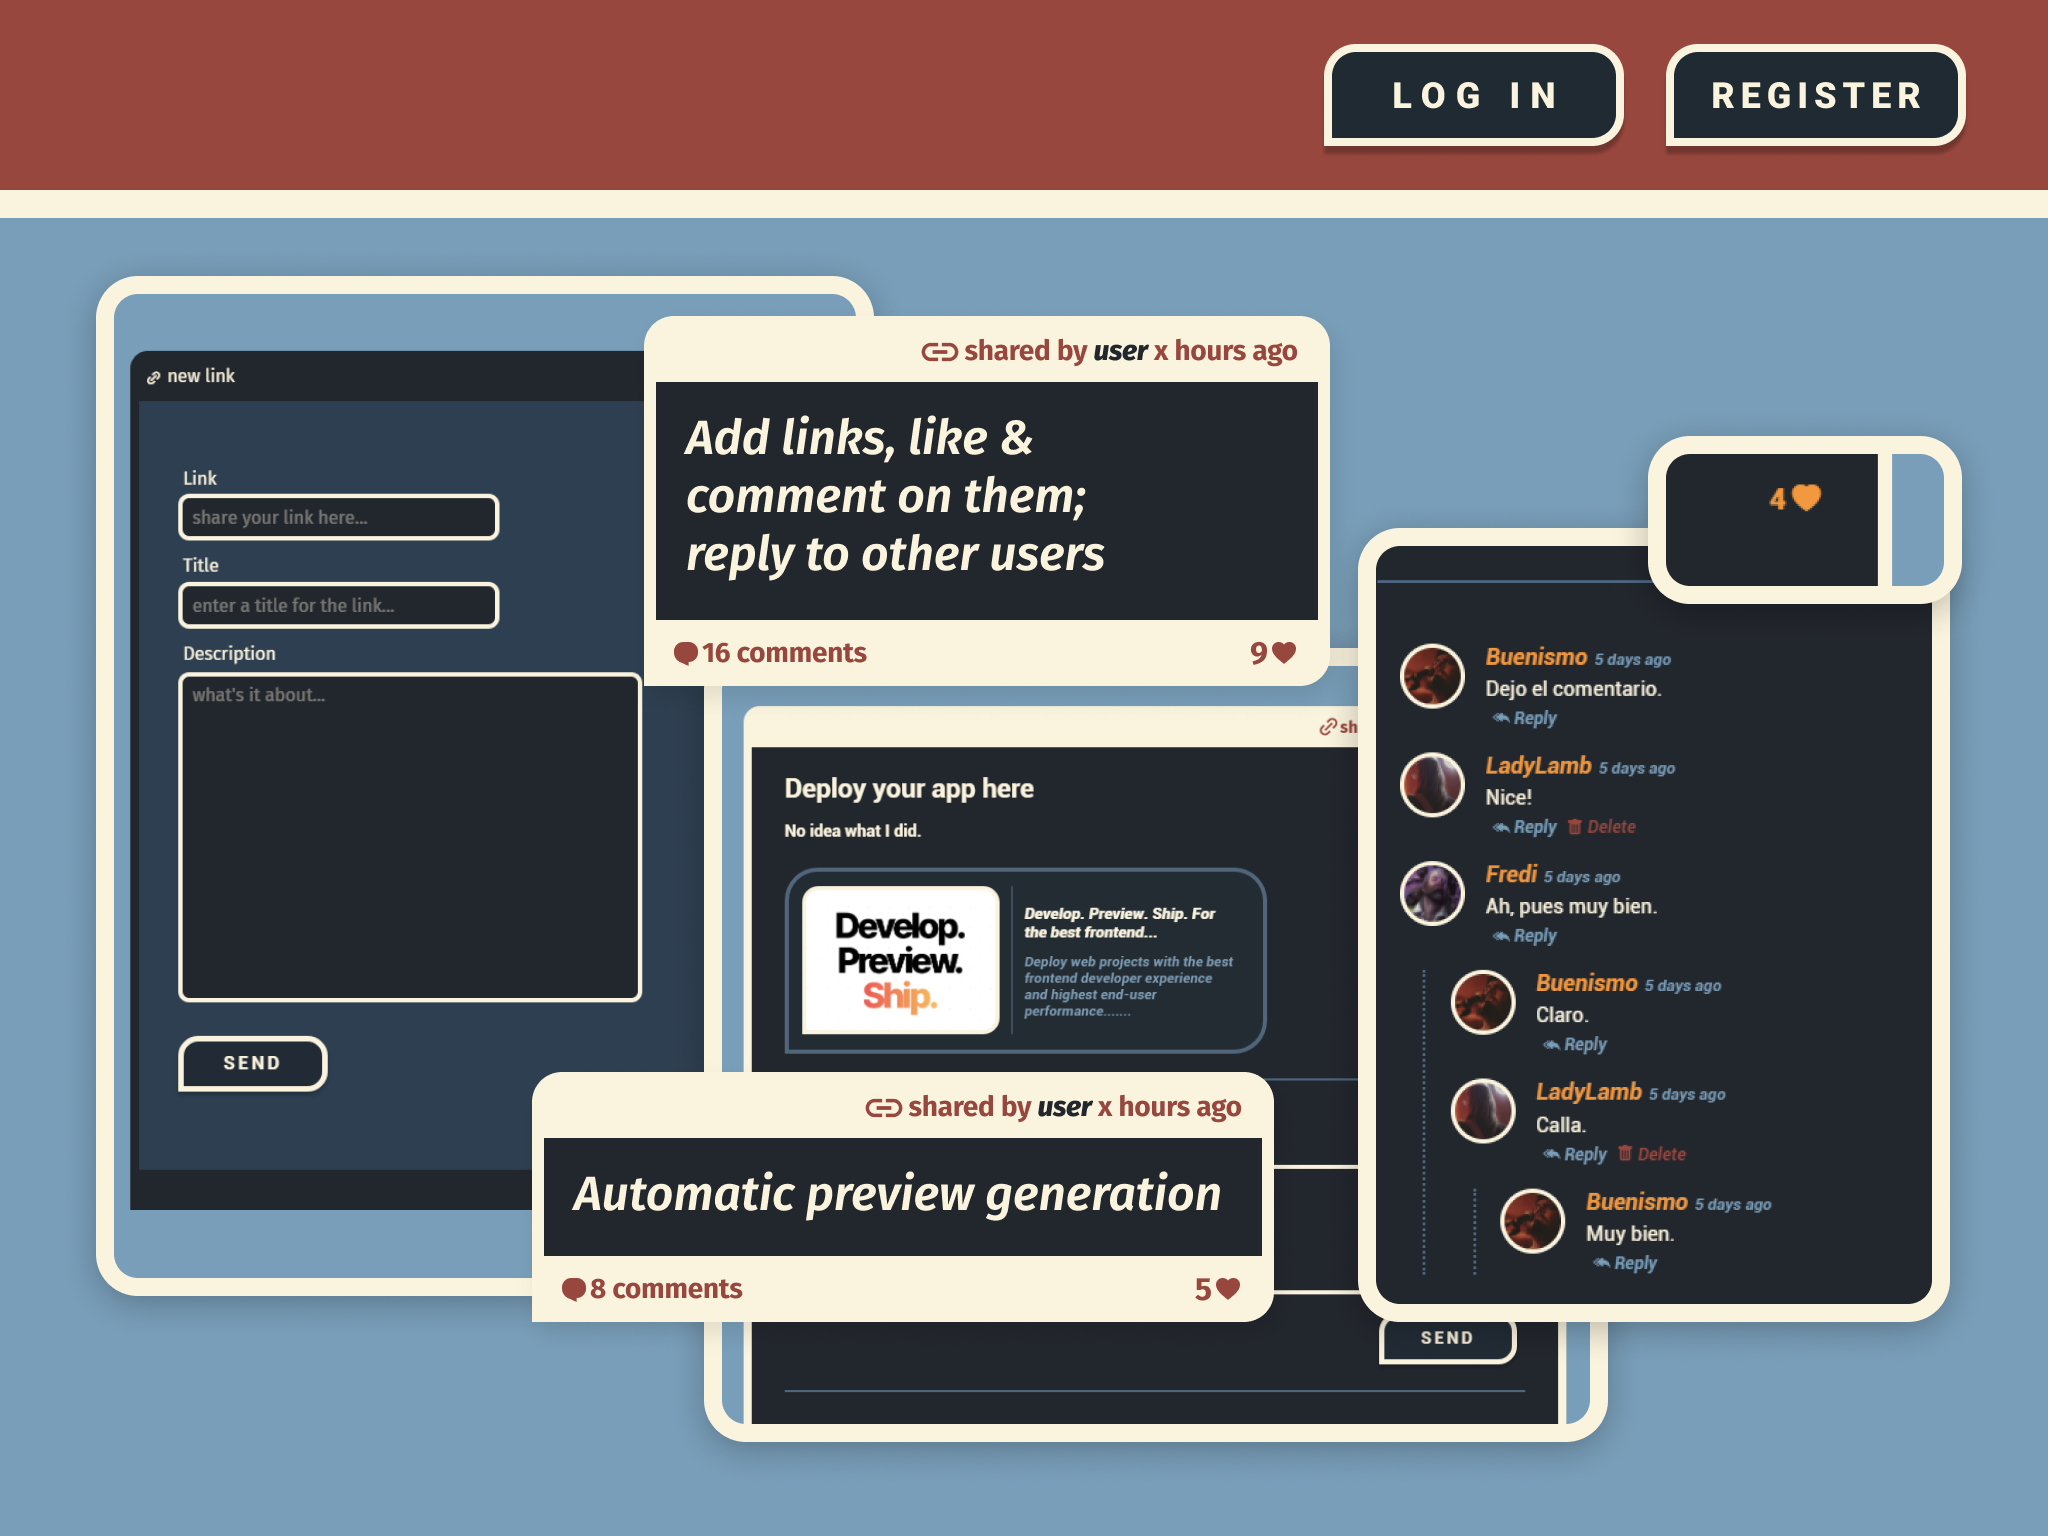 LOG IN
REGISTER
new link
Link
share your link here...
Title
enter a title for the link...
Description
what's it about...
SEND
shared by user x hours ago
Add links, like &
comment on them;
reply to other users
16 comments
9
sh
Deploy your app here
No idea what I did.
Develop.
Preview.
Ship.
Develop. Preview. Ship. For
the best frontend...
Deploy web projects with the best
frontend developer experience
and highest end-user
performance.......
shared by user x hours ago
Automatic preview generation
8 comments
5
SEND
4
Buenismo 5 days ago
Dejo el comentario.
Reply
LadyLamb 5 days ago
Nice!
Reply Delete
Fredi 5 days ago
Ah, pues muy bien.
Reply
Buenismo 5 days ago
Claro.
Reply
LadyLamb 5 days ago
Calla.
Reply Delete
Buenismo 5 days ago
Muy bien.
Reply